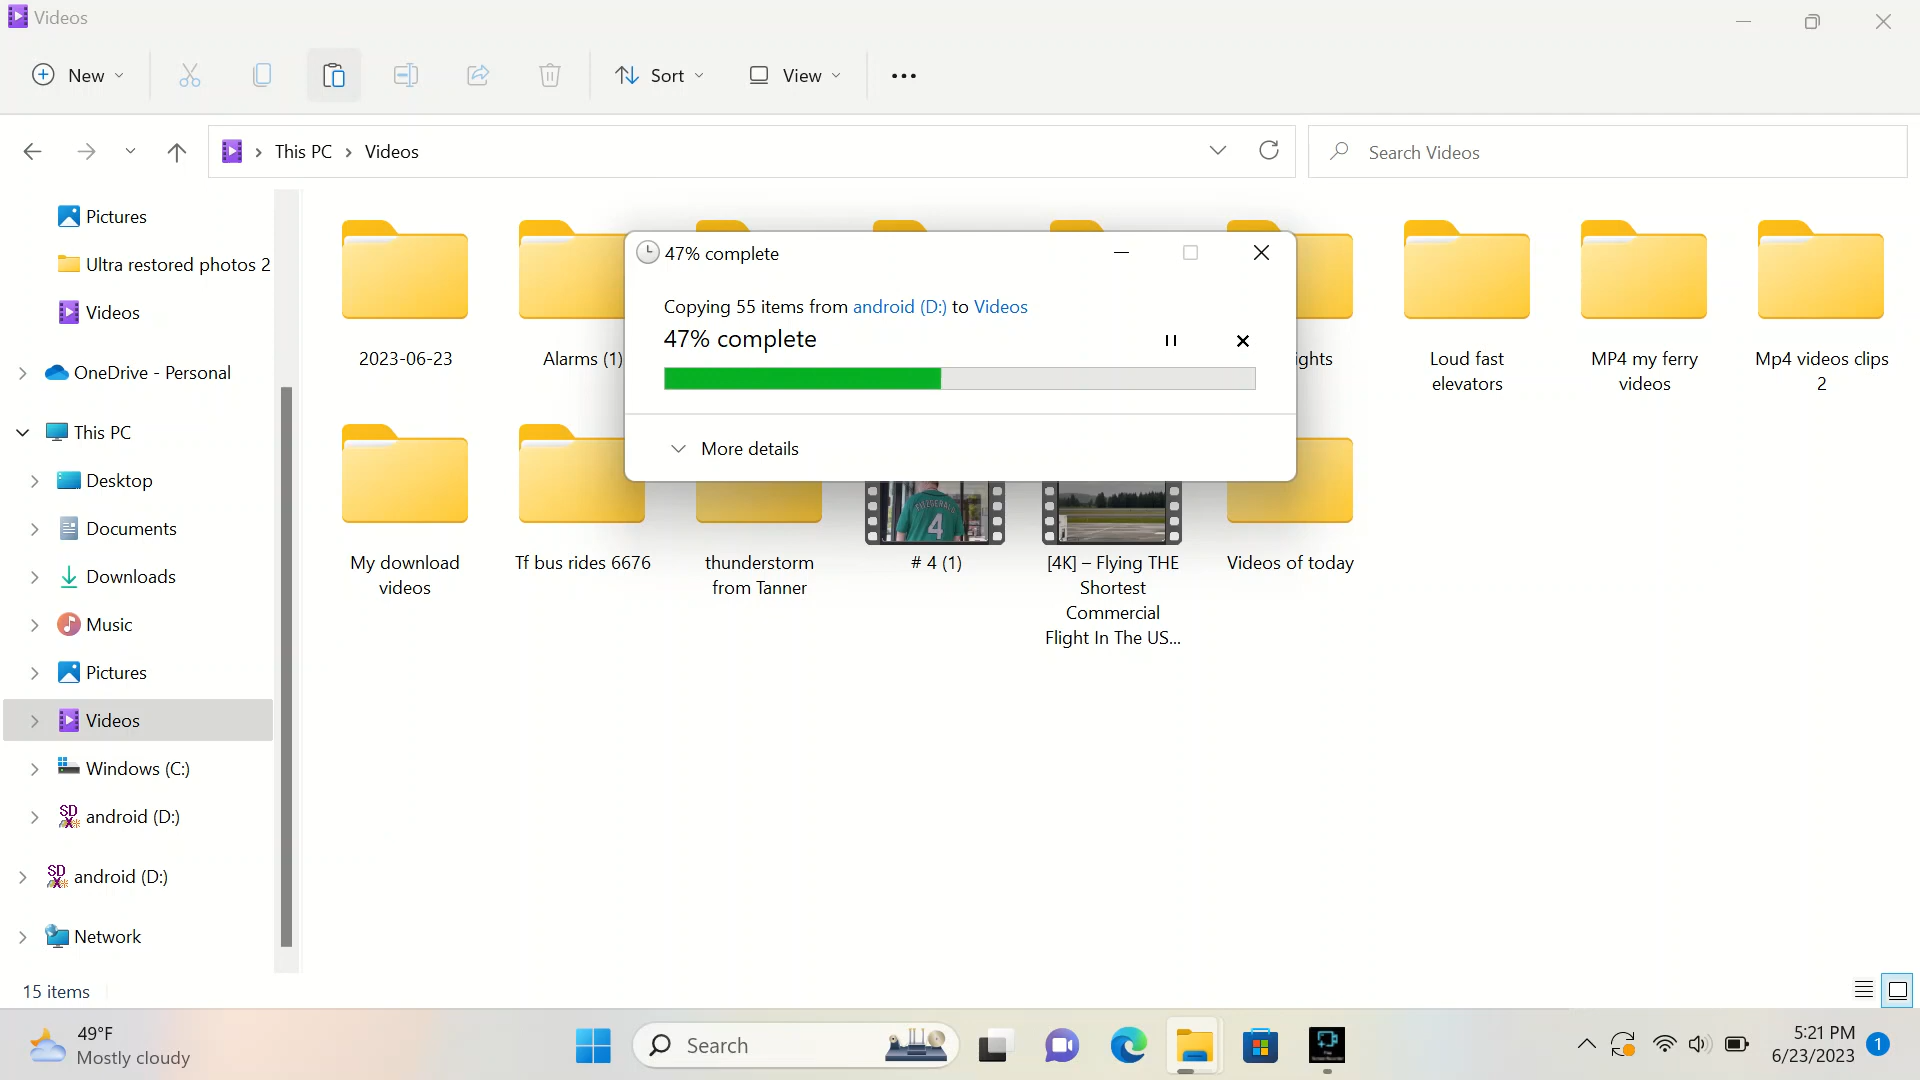 Videos
New
Sort
View
This PC
Videos
Search Videos
Pictures
Ultra restored photos 2
Videos
OneDrive - Personal
This PC
Desktop
Documents
Downloads
Music
Pictures
Videos
Windows (C:)
android (D:)
android (D:)
Network
47% complete
Copying 55 items from android (D:) to Videos
47% complete
More details
2023-06-23
Alarms (1)
ights
Loud fast
elevators
MP4 my ferry
videos
Mp4 videos clips
2
My download
videos
Tf bus rides 6676
thunderstorm
from Tanner
FITZGERALD
4
# 4 (1)
[4K] – Flying THE
Shortest
Commercial
Flight In The US...
Videos of today
15 items
49°F
Mostly cloudy
Search
5:21 PM
6/23/2023
1